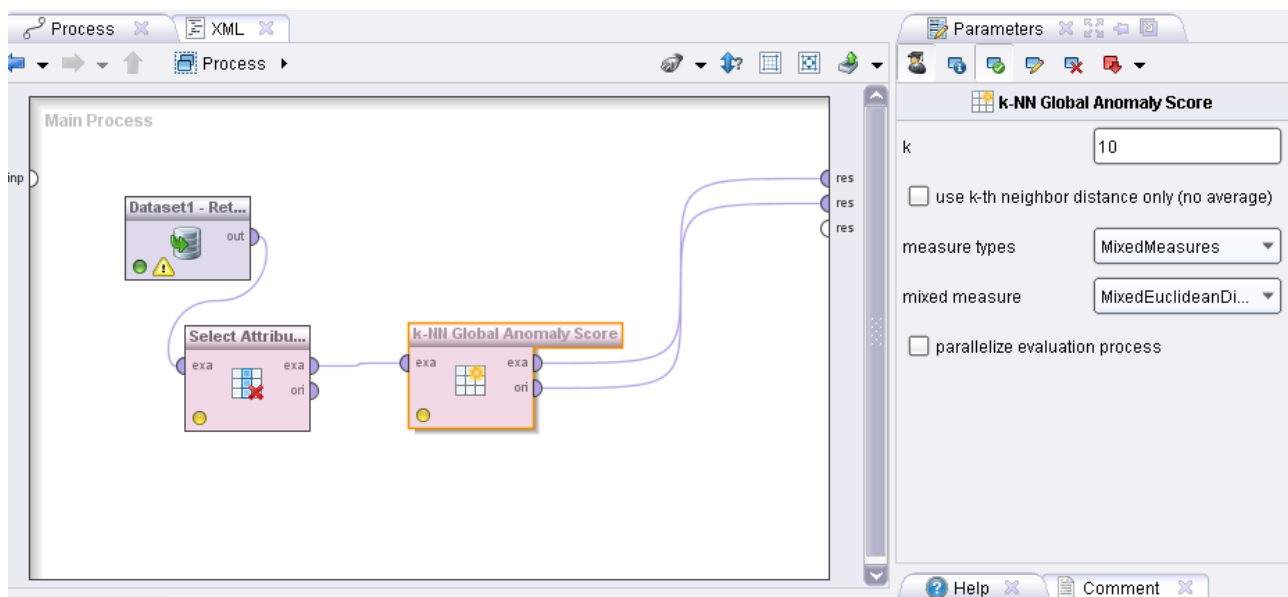 Process
XML
Process
Main Process
inp
Dataset1 - Ret...
out
Select Attribu...
exa
exa
ori
k-NN Global Anomaly Score
exa
exa
ori
res
res
res
Parameters
k-NN Global Anomaly Score
k
10
use k-th neighbor distance only (no average)
measure types
MixedMeasures
mixed measure
MixedEuclideanDi...
parallelize evaluation process
Help
Comment